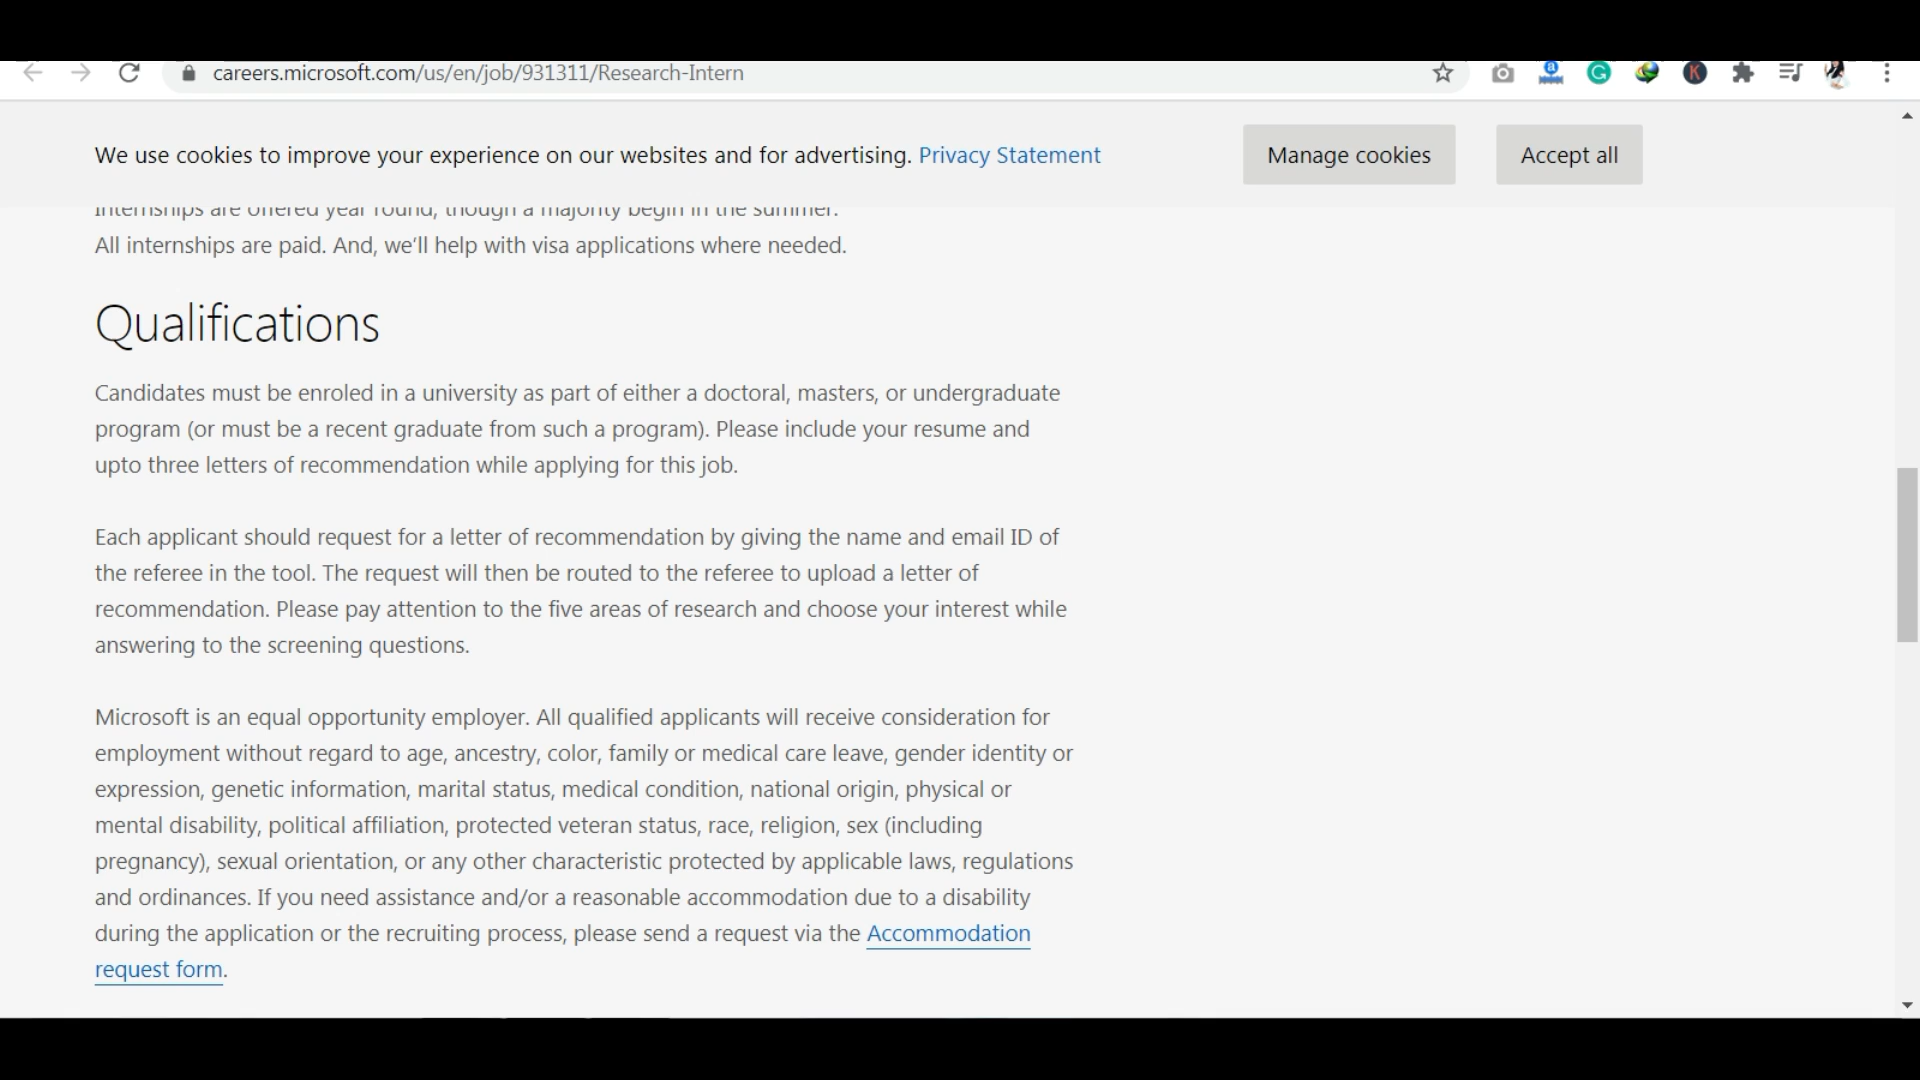 careers.microsoft.com/us/en/job/931311/Research-Intern
We use cookies to improve your experience on our websites and for advertising. Privacy Statement
Manage cookies
Accept all
Internships are offered year round, though a majority begin in the summer.
All internships are paid. And, we'll help with visa applications where needed.
Qualifications
Candidates must be enroled in a university as part of either a doctoral, masters, or undergraduate
program (or must be a recent graduate from such a program). Please include your resume and
upto three letters of recommendation while applying for this job.
Each applicant should request for a letter of recommendation by giving the name and email ID of
the referee in the tool. The request will then be routed to the referee to upload a letter of
recommendation. Please pay attention to the five areas of research and choose your interest while
answering to the screening questions.
Microsoft is an equal opportunity employer. All qualified applicants will receive consideration for
employment without regard to age, ancestry, color, family or medical care leave, gender identity or
expression, genetic information, marital status, medical condition, national origin, physical or
mental disability, political affiliation, protected veteran status, race, religion, sex (including
pregnancy), sexual orientation, or any other characteristic protected by applicable laws, regulations
and ordinances. If you need assistance and/or a reasonable accommodation due to a disability
during the application or the recruiting process, please send a request via the Accommodation
request form.